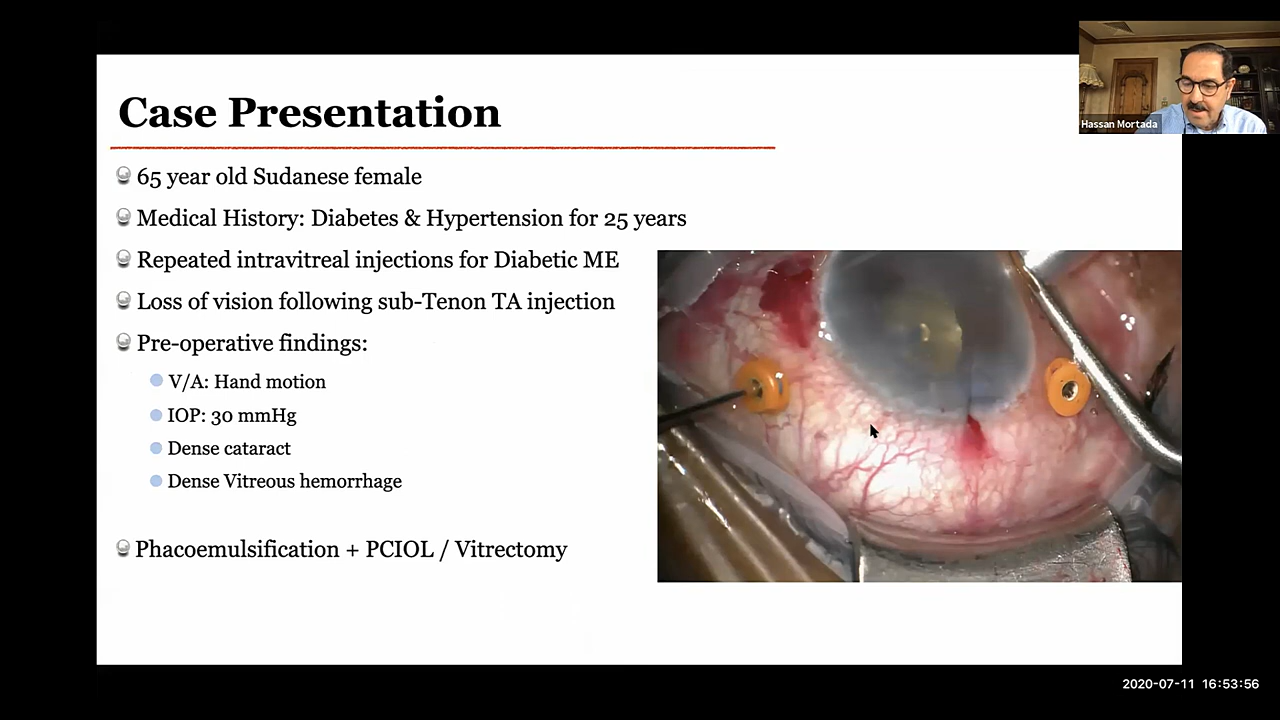 Case Presentation
65 year old Sudanese female
Medical History: Diabetes & Hypertension for 25 years
Repeated intravitreal injections for Diabetic ME
Loss of vision following sub-Tenon TA injection
Pre-operative findings:
V/A: Hand motion
IOP: 30 mmHg
Dense cataract
Dense Vitreous hemorrhage
Phacoemulsification + PCIOL / Vitrectomy
Hassan Mortada
2020-07-11 16:53:56